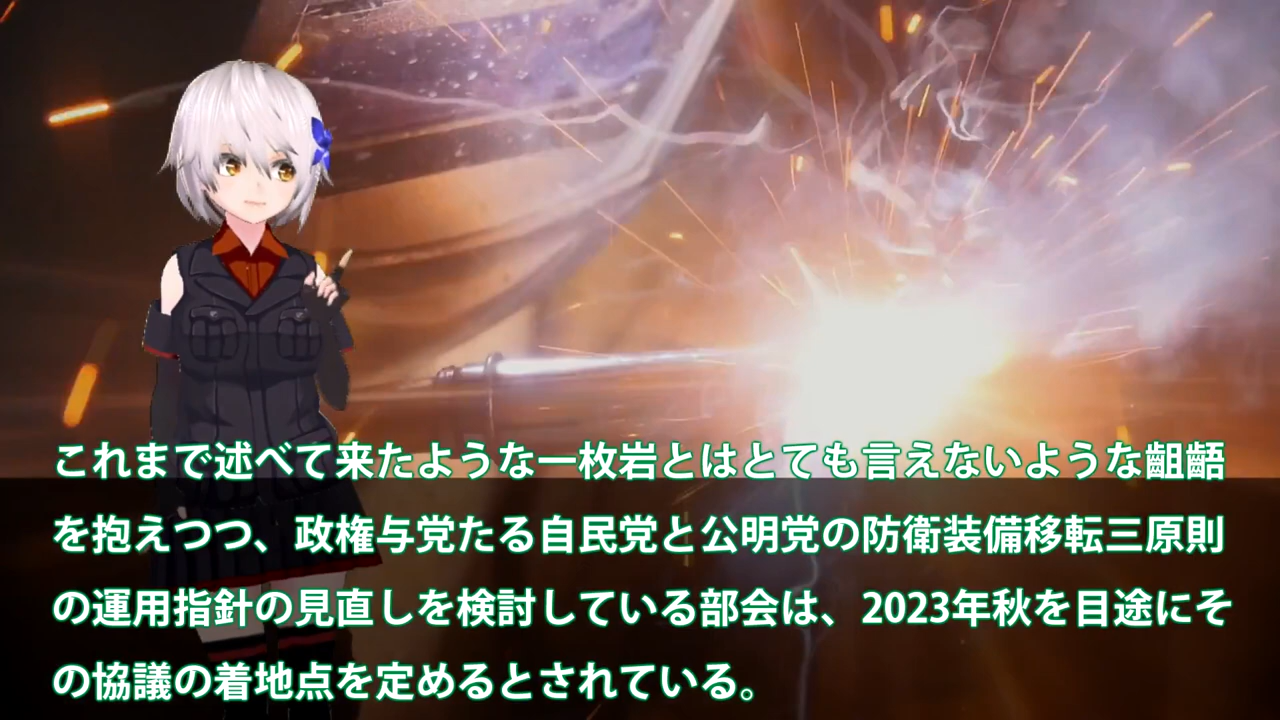 これまで述べて来たような一枚岩とはとても言えないような齟齬
を抱えつつ、政権与党たる自民党と公明党の防衛装備移転三原則
の運用指針の見直しを検討している部会は、2023年秋を目途にそ
の協議の着地点を定めるとされている。